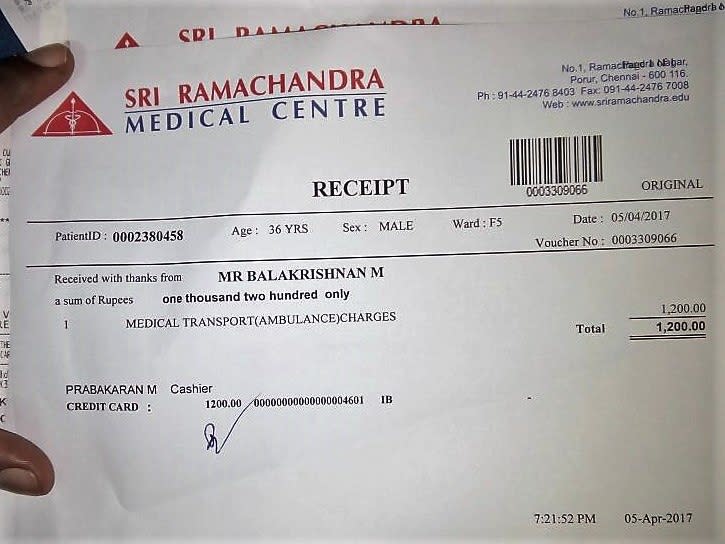 SRI RAMACHANDRA
No.1, Ramachandra
SRI RAMACHANDRA
MEDICAL CENTRE
Porur, Chennai - 600 116.
Ph : 91-44-2476 8403 Fax: 091-44-2476 7008
Web : www.sriramachandra.edu
RECEIPT
0003309066
ORIGINAL
PatientID : 0002380458 Age : 36 YRS Sex : MALE Ward : F5 Date : 05/04/2017
Voucher No : 0003309066
Received with thanks from MR BALAKRISHNAN M
a sum of Rupees one thousand two hundred only
1 MEDICAL TRANSPORT(AMBULANCE)CHARGES 1,200.00
Total 1,200.00
PRABAKARAN M Cashier
CREDIT CARD : 1200.00 00000000000000004601 IB
7:21:52 PM 05-Apr-2017